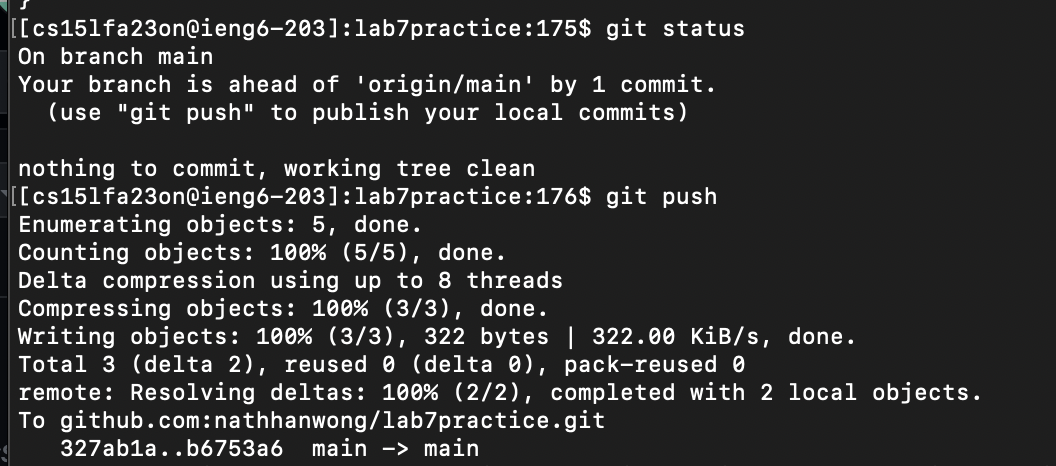 }
[[cs15lfa23on@ieng6-203]:lab7practice:175$ git status
On branch main
Your branch is ahead of 'origin/main' by 1 commit.
  (use "git push" to publish your local commits)

nothing to commit, working tree clean
[[cs15lfa23on@ieng6-203]:lab7practice:176$ git push
Enumerating objects: 5, done.
Counting objects: 100% (5/5), done.
Delta compression using up to 8 threads
Compressing objects: 100% (3/3), done.
Writing objects: 100% (3/3), 322 bytes | 322.00 KiB/s, done.
Total 3 (delta 2), reused 0 (delta 0), pack-reused 0
remote: Resolving deltas: 100% (2/2), completed with 2 local objects.
To github.com:nathhanwong/lab7practice.git
   327ab1a..b6753a6  main -> main